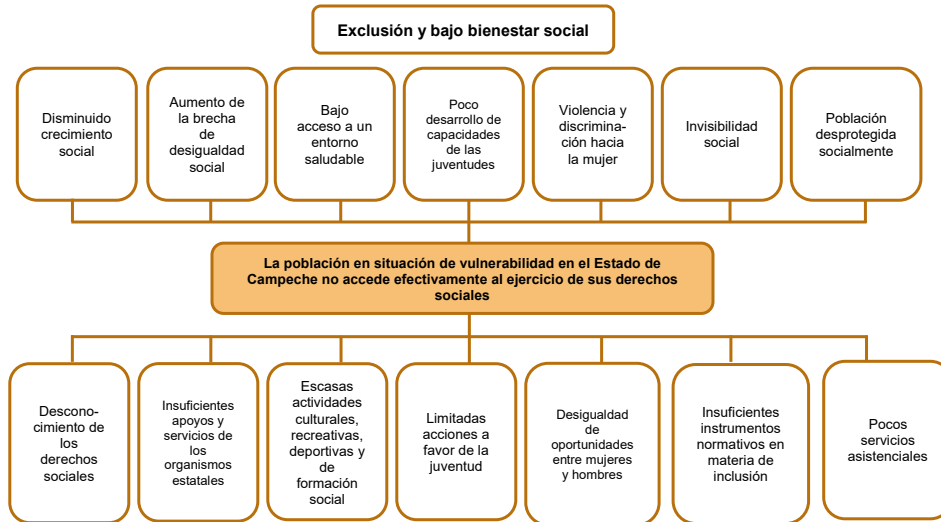 Exclusión y bajo bienestar social
Disminuido
crecimiento
social
Aumento de
la brecha
de
desigualdad
social
Bajo
acceso a un
entorno
saludable
Poco
desarrollo de
capacidades
de las
juventudes
Violencia y
discrimina-
ción hacia
la mujer
Invisibilidad
social
Población
desprotegida
socialmente
La población en situación de vulnerabilidad en el Estado de
Campeche no accede efectivamente al ejercicio de sus derechos
sociales
Descono-
cimiento de
los
derechos
sociales
Insuficientes
apoyos y
servicios de
los
organismos
estatales
Escasas
actividades
culturales,
recreativas,
deportivas y
de
formación
social
Limitadas
acciones a
favor de la
juventud
Desigualdad
de
oportunidades
entre mujeres
y hombres
Insuficientes
instrumentos
normativos en
materia de
inclusión
Pocos
servicios
asistenciales